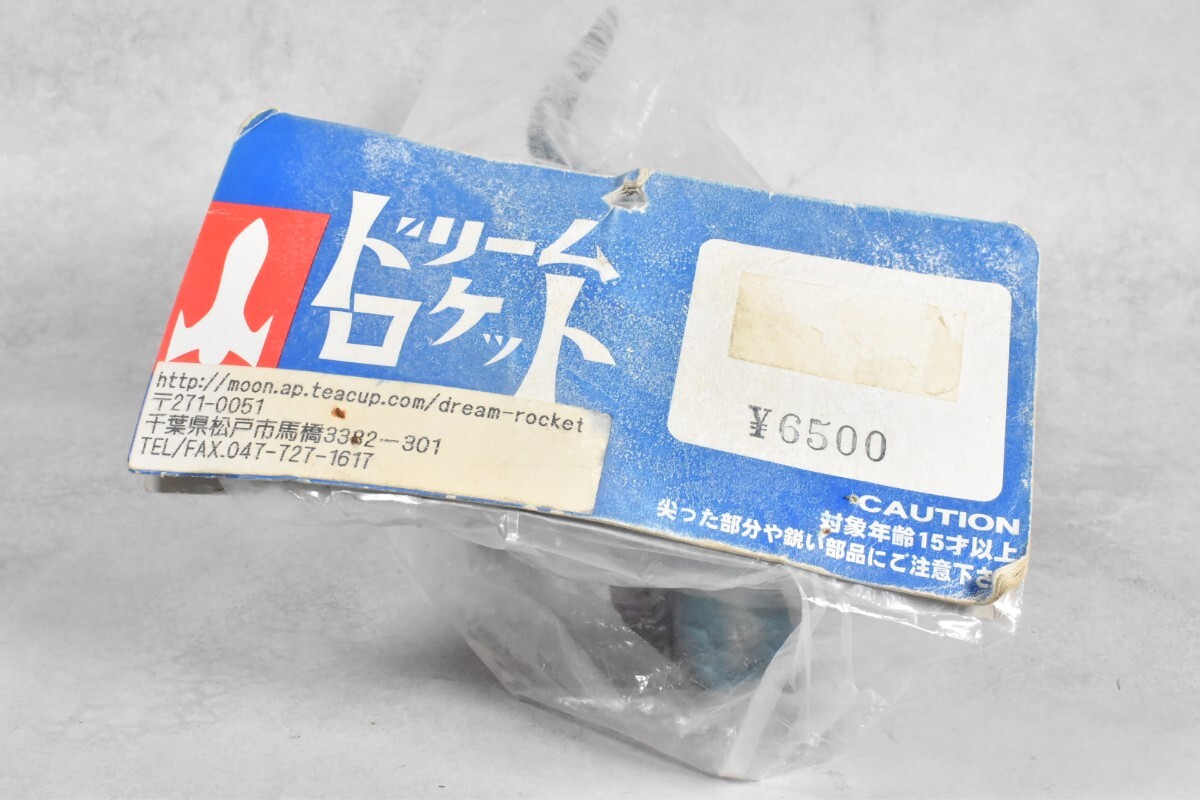 ドリーム
ロケット
http://moon.ap.teacup.com/dream-rocket
〒271-0051
千葉県松戸市馬橋3382-301
TEL/FAX.047-727-1617
¥6500
CAUTION
対象年齢15才以上
尖った部分や鋭い部品にご注意下さ